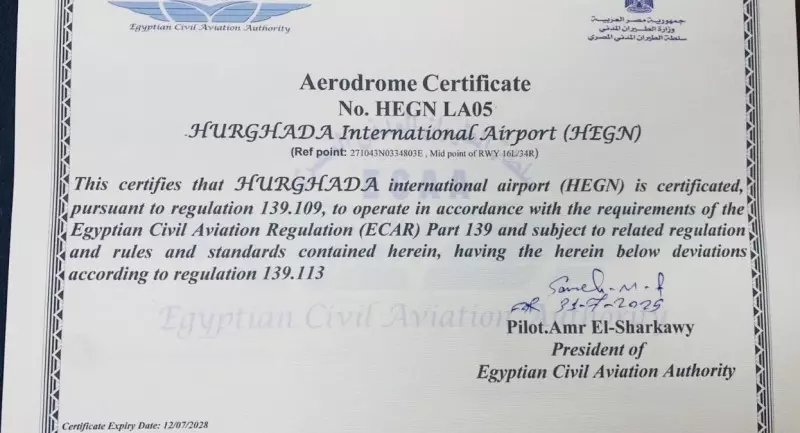 Egyptian Civil Aviation Authority
جمهورية مصر العربية
وزارة الطيران المدني
سلطة الطيران المدني المصري
Aerodrome Certificate
No. HEGN LA05
HURGHADA International Airport (HEGN)
(Ref point: 271043N0334803E , Mid point of RWY 16L/34R)
This certifies that HURGHADA international airport (HEGN) is certificated,
pursuant to regulation 139.109, to operate in accordance with the requirements of the
Egyptian Civil Aviation Regulation (ECAR) Part 139 and subject to related regulation
and rules and standards contained herein, having the herein below deviations
according to regulation 139.113
ECAA
Egyptian Civil Aviation Authority
31-7-2025
Pilot.Amr El-Sharkawy
President of
Egyptian Civil Aviation Authority
Certificate Expiry Date: 12/07/2028